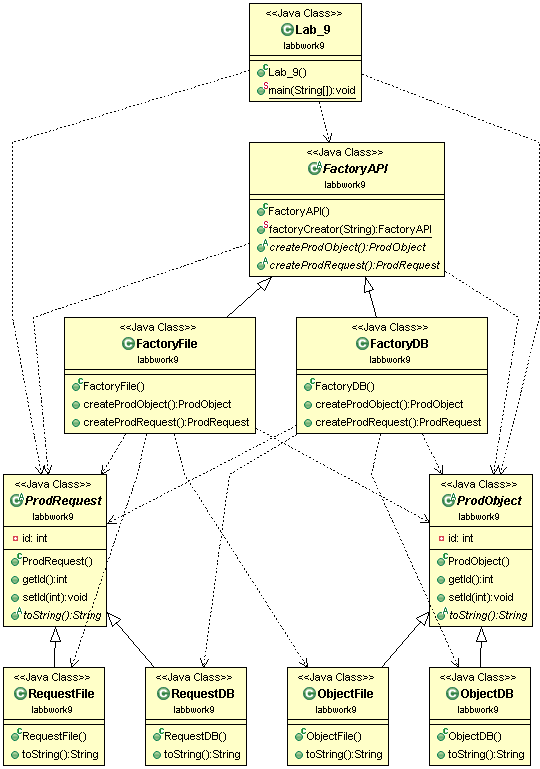 <<Java Class>>
Lab_9
labbwork9
Lab_9()
main(String[]):void
<<Java Class>>
FactoryAPI
labbwork9
FactoryAPI()
factoryCreator(String):FactoryAPI
createProdObject():ProdObject
createProdRequest():ProdRequest
<<Java Class>>
FactoryFile
labbwork9
FactoryFile()
createProdObject():ProdObject
createProdRequest():ProdRequest
<<Java Class>>
FactoryDB
labbwork9
FactoryDB()
createProdObject():ProdObject
createProdRequest():ProdRequest
<<Java Class>>
ProdRequest
labbwork9
id: int
ProdRequest()
getId():int
setId(int):void
toString():String
<<Java Class>>
ProdObject
labbwork9
id: int
ProdObject()
getId():int
setId(int):void
toString():String
<<Java Class>>
RequestFile
labbwork9
RequestFile()
toString():String
<<Java Class>>
RequestDB
labbwork9
RequestDB()
toString():String
<<Java Class>>
ObjectFile
labbwork9
ObjectFile()
toString():String
<<Java Class>>
ObjectDB
labbwork9
ObjectDB()
toString():String